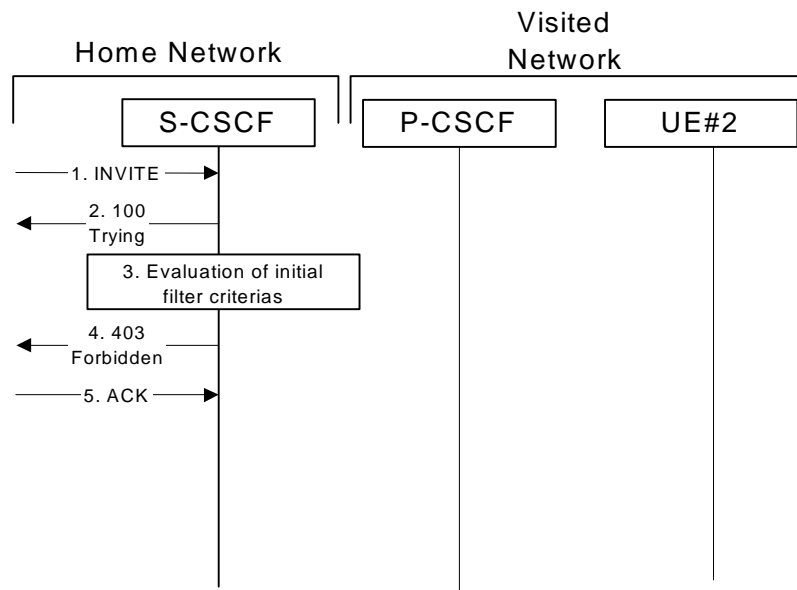 Home Network
Visited
Network
S-CSCF
P-CSCF
UE#2
1. INVITE
2. 100
Trying
3. Evaluation of initial
filter criterias
4. 403
Forbidden
5. ACK